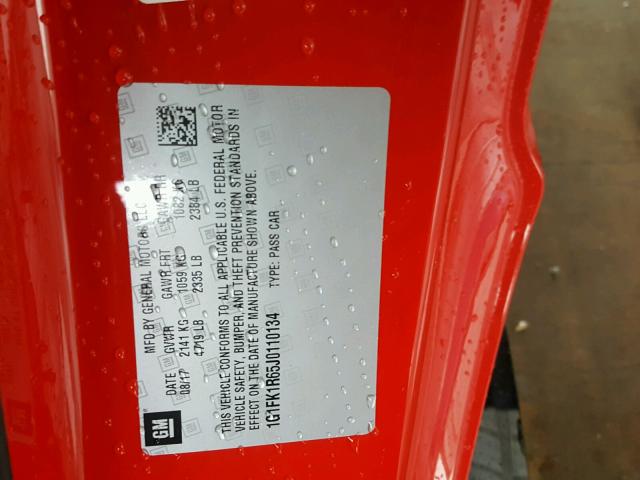 GM
MFD BY GENERAL MOTORS LLC
DATE GVWR GAWR FRT GAWR RR
08/17 2141 KG 1059 KG 1082 KG
4719 LB 2335 LB 2384 LB
THIS VEHICLE CONFORMS TO ALL APPLICABLE U.S. FEDERAL MOTOR
VEHICLE SAFETY, BUMPER, AND THEFT PREVENTION STANDARDS IN
EFFECT ON THE DATE OF MANUFACTURE SHOWN ABOVE.
1G1FK1R65J0110134 TYPE: PASS CAR